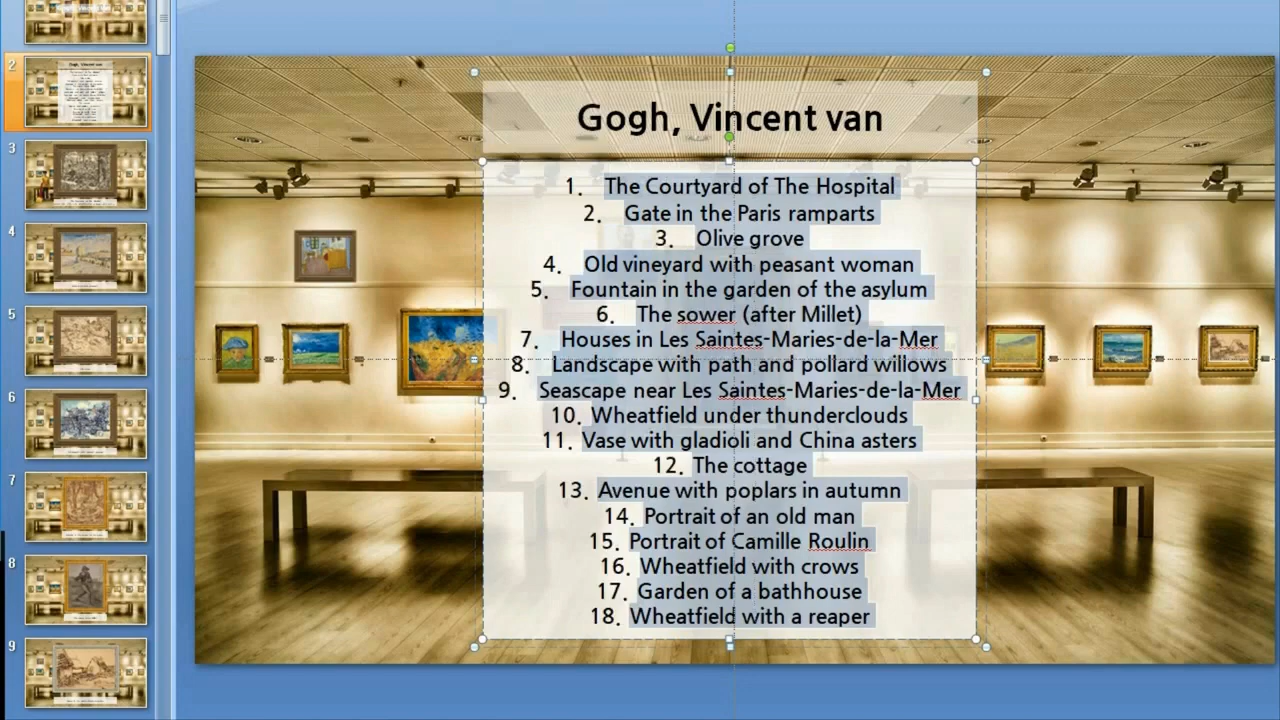 2
3
4
5
6
7
8
9
Gogh, Vincent van
1. The Courtyard of The Hospital
2. Gate in the Paris ramparts
3. Olive grove
4. Old vineyard with peasant woman
5. Fountain in the garden of the asylum
6. The sower (after Millet)
7. Houses in Les Saintes-Maries-de-la-Mer
8. Landscape with path and pollard willows
9. Seascape near Les Saintes-Maries-de-la-Mer
10. Wheatfield under thunderclouds
11. Vase with gladioli and China asters
12. The cottage
13. Avenue with poplars in autumn
14. Portrait of an old man
15. Portrait of Camille Roulin
16. Wheatfield with crows
17. Garden of a bathhouse
18. Wheatfield with a reaper